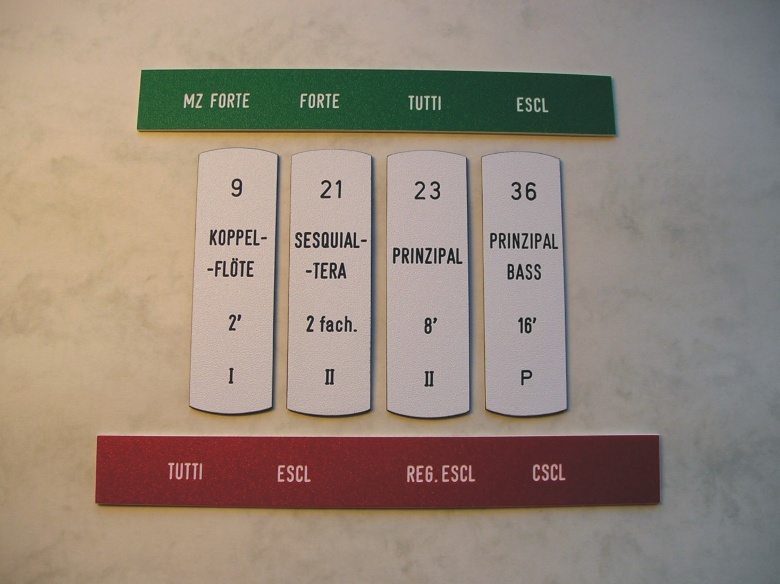 MZ FORTE FORTE TUTTI ESCL
9
KOPPEL-
-FLÖTE
2'
I
21
SESQUIAL-
-TERA
2 fach.
II
23
PRINZIPAL
8'
II
36
PRINZIPAL
BASS
16'
P
TUTTI ESCL REG. ESCL CSCL